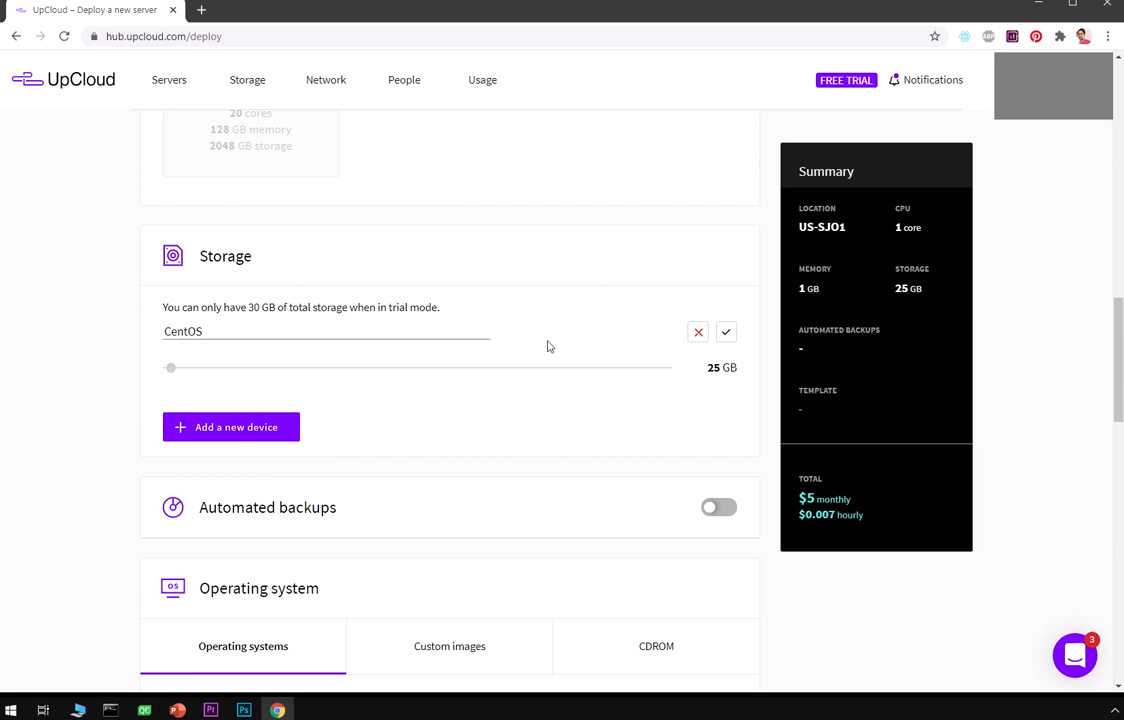 UpCloud – Deploy a new server
hub.upcloud.com/deploy
UpCloud
Servers
Storage
Network
People
Usage
FREE TRIAL
Notifications
20 cores
128 GB memory
2048 GB storage
Storage
You can only have 30 GB of total storage when in trial mode.
CentOS
25 GB
Add a new device
Automated backups
OS
Operating system
Operating systems
Custom images
CDROM
Summary
LOCATION
CPU
US-SJO1
1 core
MEMORY
STORAGE
1 GB
25 GB
AUTOMATED BACKUPS
-
TEMPLATE
-
TOTAL
$5 monthly
$0.007 hourly
3
Pr
Ps